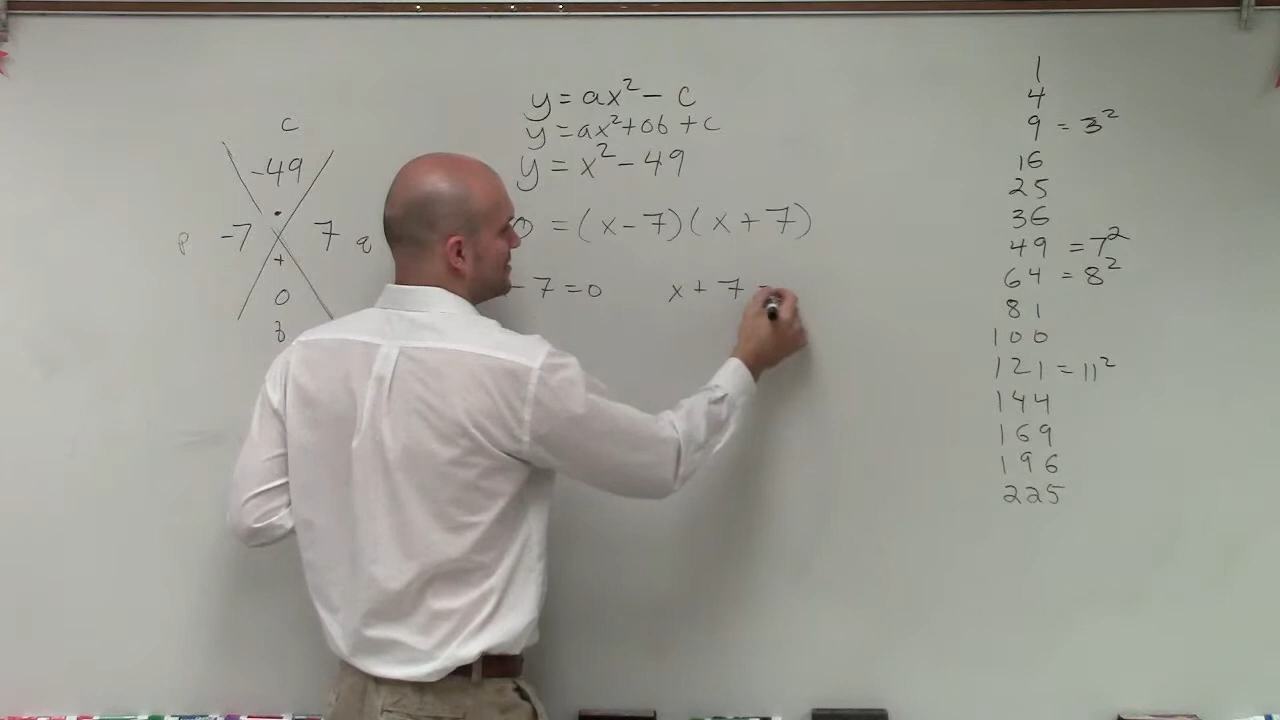 c
-49
-7 7
p q
+
0
b
y = ax² - c
y = ax² + 0b + c
y = x² - 49
0 = (x - 7)(x + 7)
- 7 = 0 x + 7 =
1
4
9 = 3²
16
25
36
49 = 7²
64 = 8²
81
100
121 = 11²
144
169
196
225